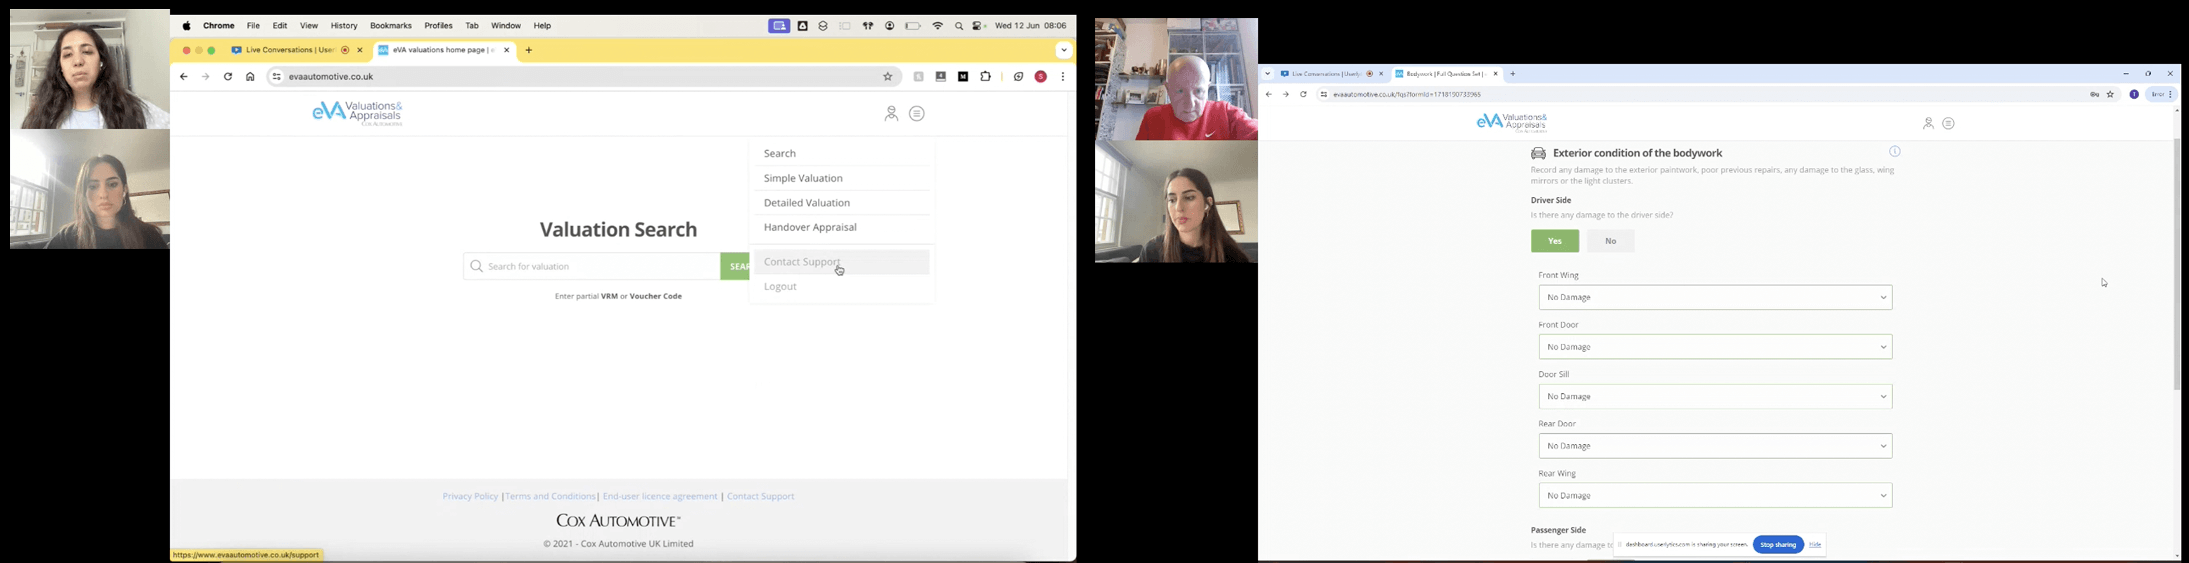 Chrome File Edit View History Bookmarks Profiles Tab Window Help
Wed 12 Jun 08:06
Live Conversations | User
eVA valuations home page |
evaautomotive.co.uk
S
eVA Valuations& Appraisals
COX AUTOMOTIVE
Search
Simple Valuation
Detailed Valuation
Handover Appraisal
Contact Support
Logout
Valuation Search
Search for valuation
SEAR
Enter partial VRM or Voucher Code
Privacy Policy |Terms and Conditions| End-user licence agreement | Contact Support
COX AUTOMOTIVE™
© 2021 - Cox Automotive UK Limited
https://www.evaautomotive.co.uk/support
Live Conversations | Userly
Bodywork | Full Question Set |
evaautomotive.co.uk/fqs?formId=1718190733965
Error
eVA Valuations& Appraisals
COX AUTOMOTIVE
Exterior condition of the bodywork
Record any damage to the exterior paintwork, poor previous repairs, any damage to the glass, wing
mirrors or the light clusters.
Driver Side
Is there any damage to the driver side?
Yes
No
Front Wing
No Damage
Front Door
No Damage
Door Sill
No Damage
Rear Door
No Damage
Rear Wing
No Damage
Passenger Side
Is there any damage to
dashboard.userlytics.com is sharing your screen.
Stop sharing
Hide